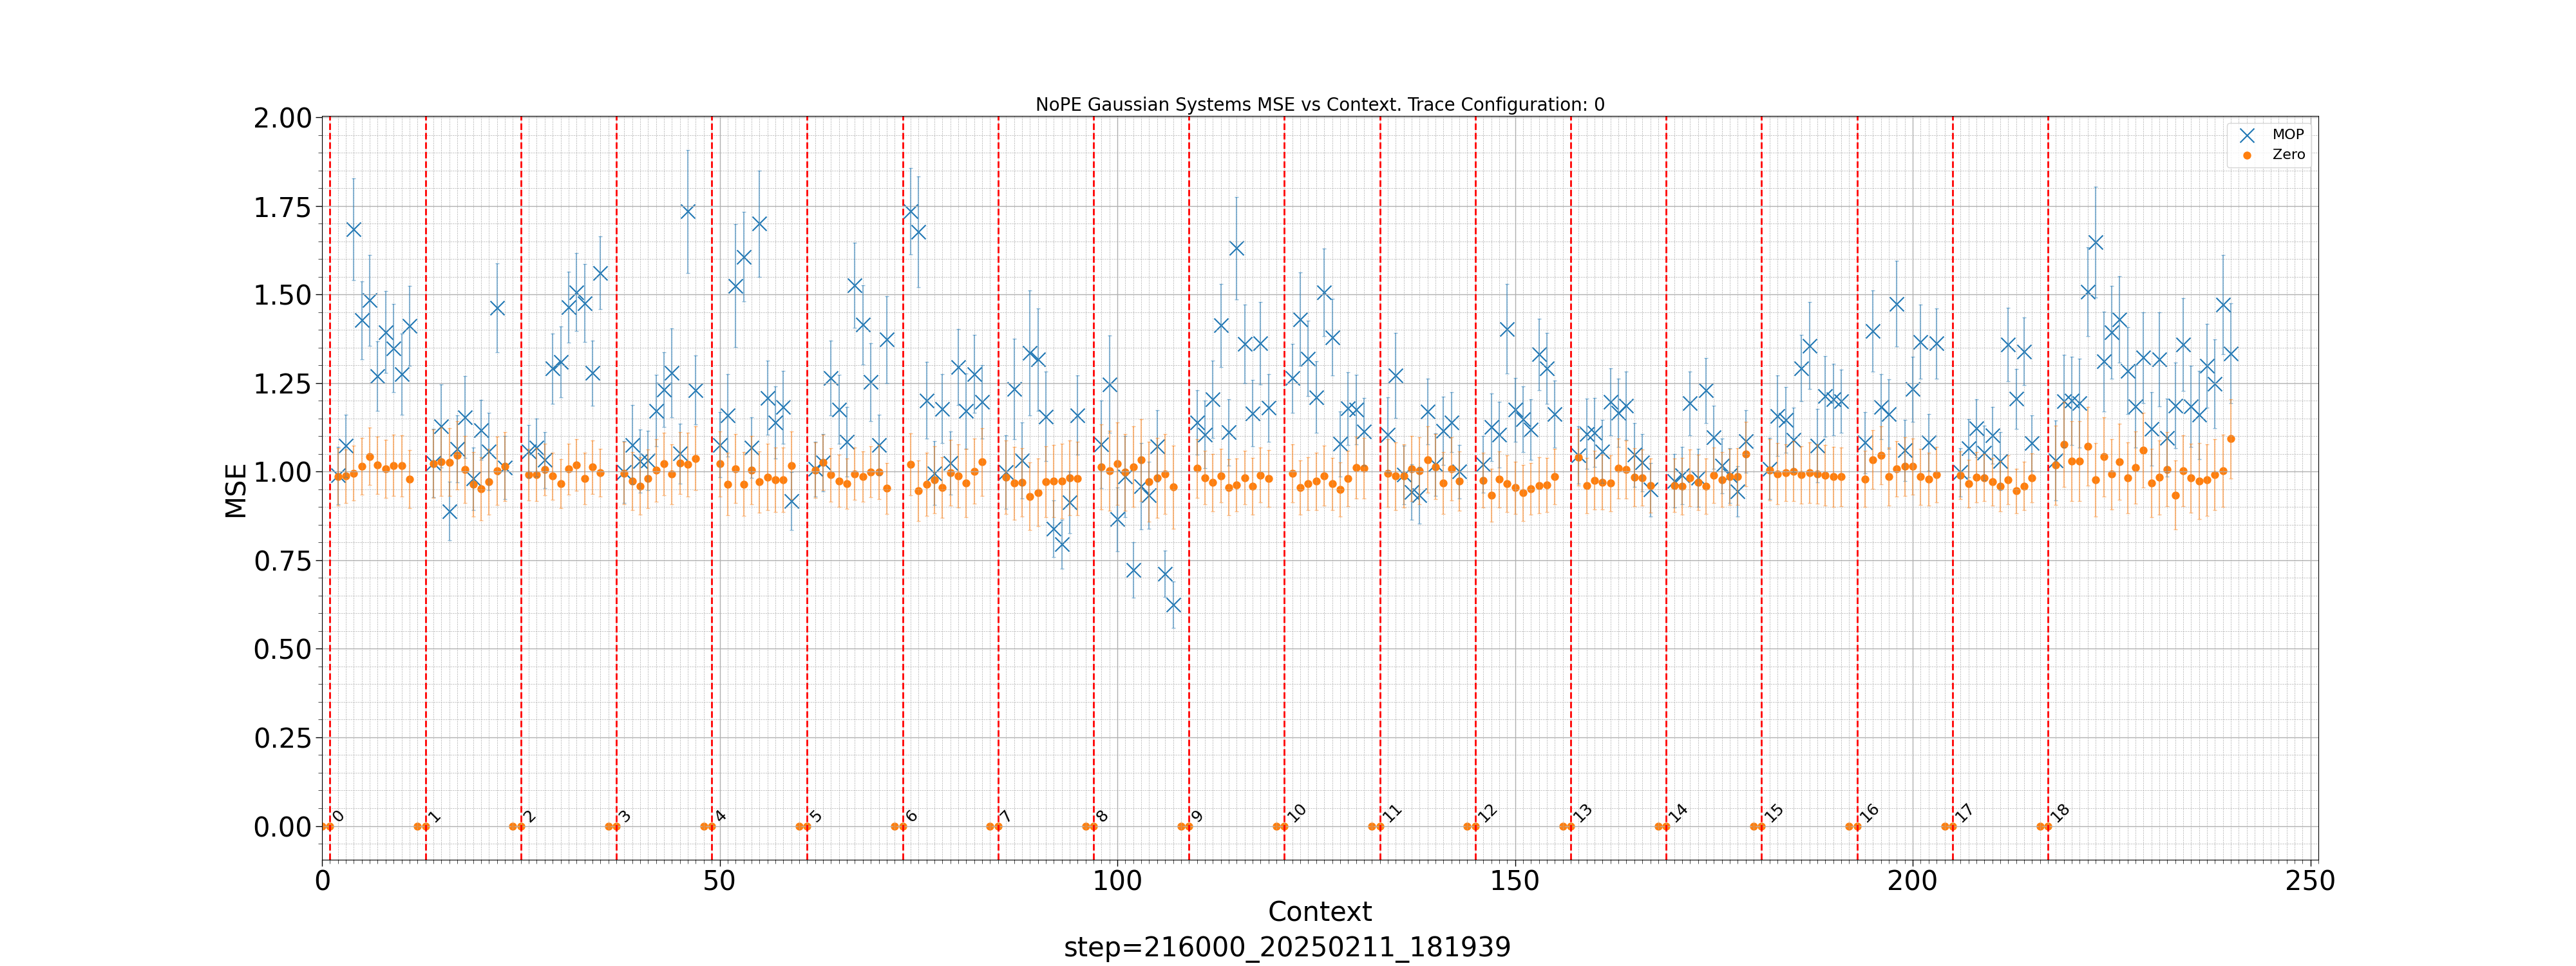 NoPE Gaussian Systems MSE vs Context. Trace Configuration: 0
MOP
Zero
2.00
1.75
1.50
1.25
1.00
0.75
0.50
0.25
0.00
MSE
0 1 2 3 4 5 6 7 8 9 10 11 12 13 14 15 16 17 18
0 50 100 150 200 250
Context
step=216000_20250211_181939